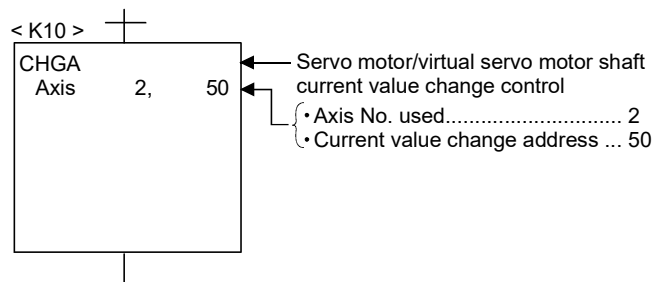 < K10 >
CHGA
Axis 2, 50
Servo motor/virtual servo motor shaft
current value change control
• Axis No. used............................. 2
• Current value change address ... 50